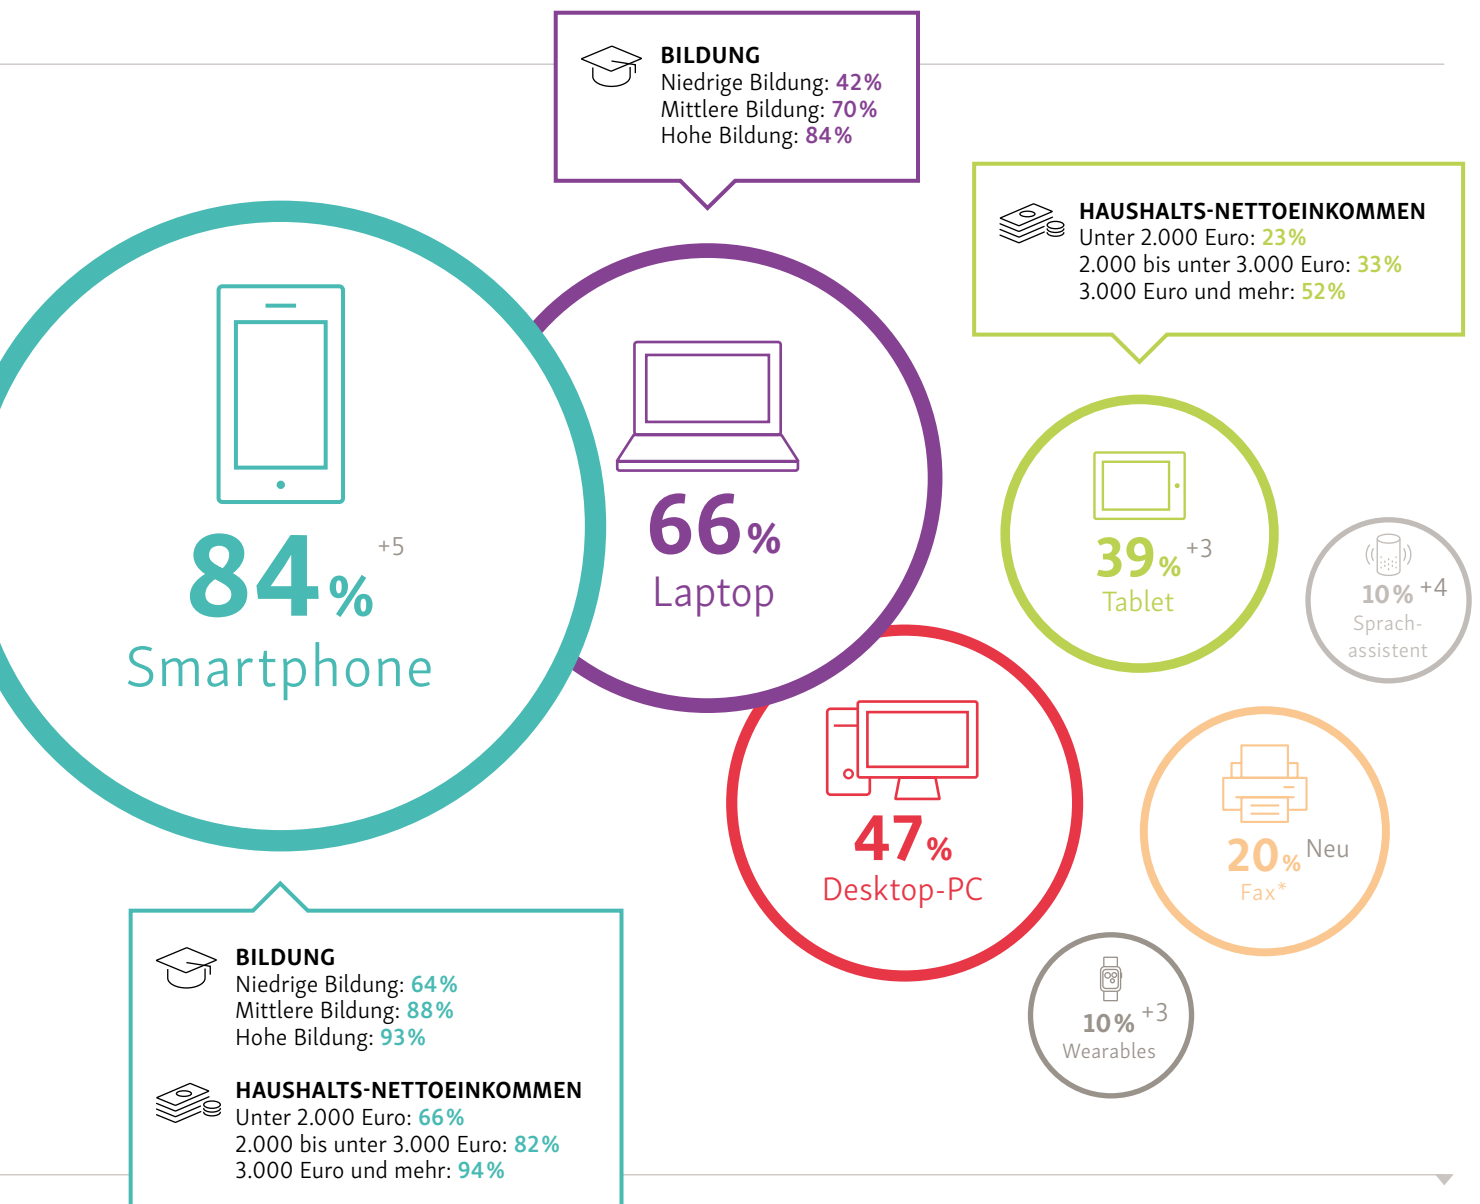 BILDUNG
Niedrige Bildung: 42%
Mittlere Bildung: 70%
Hohe Bildung: 84%
HAUSHALTS-NETTOEINKOMMEN
Unter 2.000 Euro: 23%
2.000 bis unter 3.000 Euro: 33%
3.000 Euro und mehr: 52%
84% +5
Smartphone
66%
Laptop
39% +3
Tablet
10% +4
Sprach-
assistent
47%
Desktop-PC
20% Neu
Fax*
10% +3
Wearables
BILDUNG
Niedrige Bildung: 64%
Mittlere Bildung: 88%
Hohe Bildung: 93%
HAUSHALTS-NETTOEINKOMMEN
Unter 2.000 Euro: 66%
2.000 bis unter 3.000 Euro: 82%
3.000 Euro und mehr: 94%